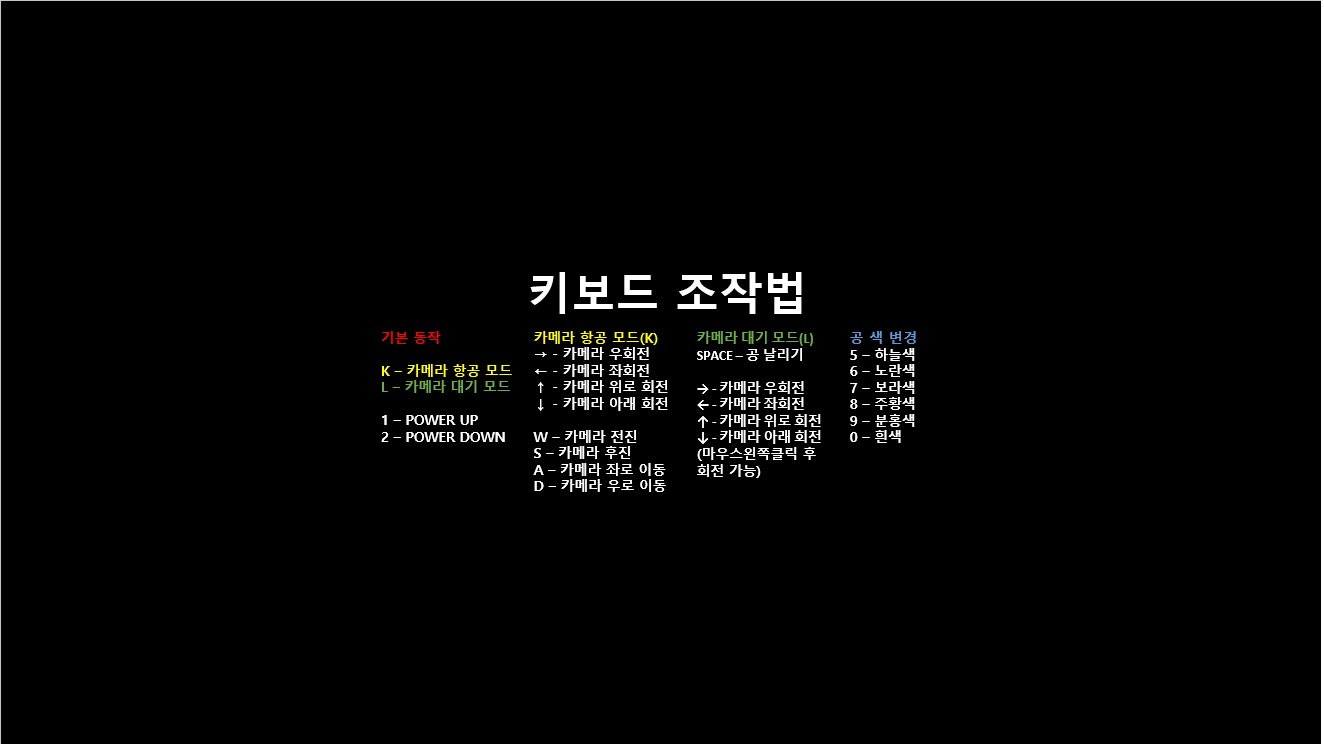 키보드 조작법
기본 동작
K – 카메라 항공 모드
L – 카메라 대기 모드
1 – POWER UP
2 – POWER DOWN
카메라 항공 모드(K)
→ - 카메라 우회전
← - 카메라 좌회전
↑ - 카메라 위로 회전
↓ - 카메라 아래 회전
W – 카메라 전진
S – 카메라 후진
A – 카메라 좌로 이동
D – 카메라 우로 이동
카메라 대기 모드(L)
SPACE – 공 날리기
→ - 카메라 우회전
← - 카메라 좌회전
↑ - 카메라 위로 회전
↓ - 카메라 아래 회전
(마우스왼쪽클릭 후
회전 가능)
공 색 변경
5 – 하늘색
6 – 노란색
7 – 보라색
8 – 주황색
9 – 분홍색
0 – 흰색